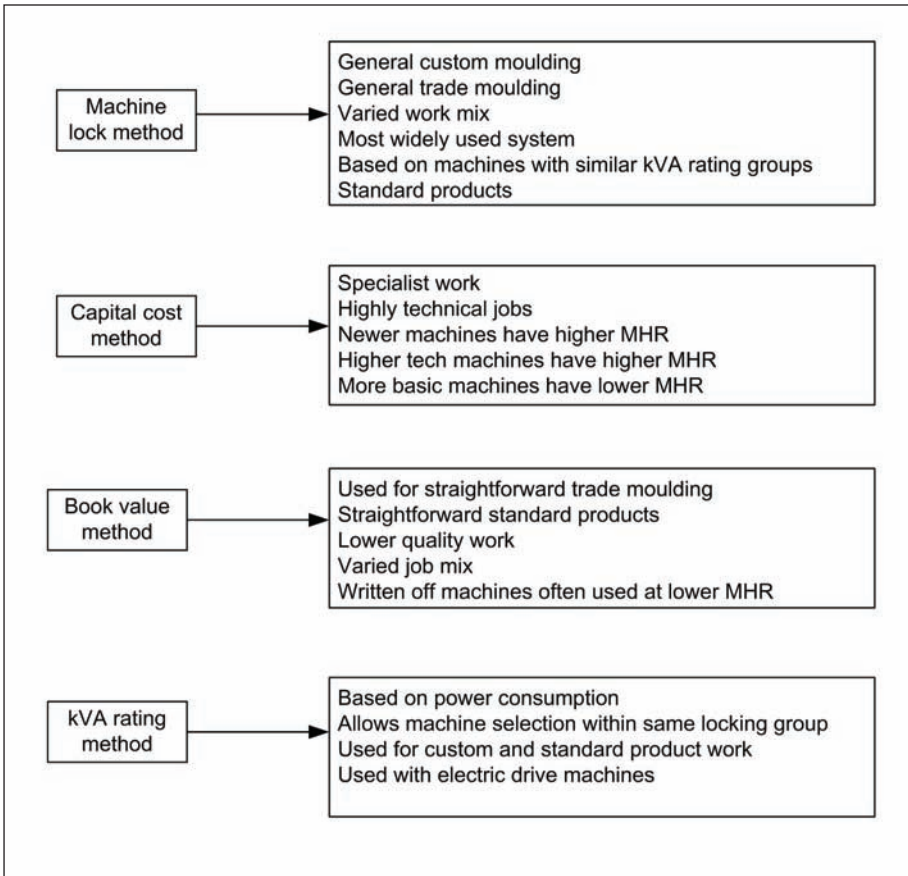 Machine
lock method
General custom moulding
General trade moulding
Varied work mix
Most widely used system
Based on machines with similar kVA rating groups
Standard products
Capital cost
method
Specialist work
Highly technical jobs
Newer machines have higher MHR
Higher tech machines have higher MHR
More basic machines have lower MHR
Book value
method
Used for straightforward trade moulding
Straightforward standard products
Lower quality work
Varied job mix
Written off machines often used at lower MHR
kVA rating
method
Based on power consumption
Allows machine selection within same locking group
Used for custom and standard product work
Used with electric drive machines